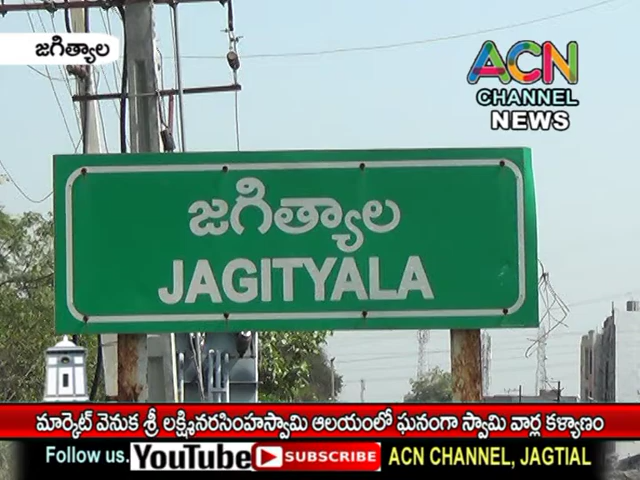 జగిత్యాల
ACN
CHANNEL
NEWS
జగిత్యాల
JAGITYALA
మార్కెట్ వెనుక శ్రీ లక్ష్మినరసింహస్వామి ఆలయంలో ఘనంగా స్వామి వార్ల కళ్యాణం
Follow us. YouTube SUBSCRIBE ACN CHANNEL, JAGTIAL